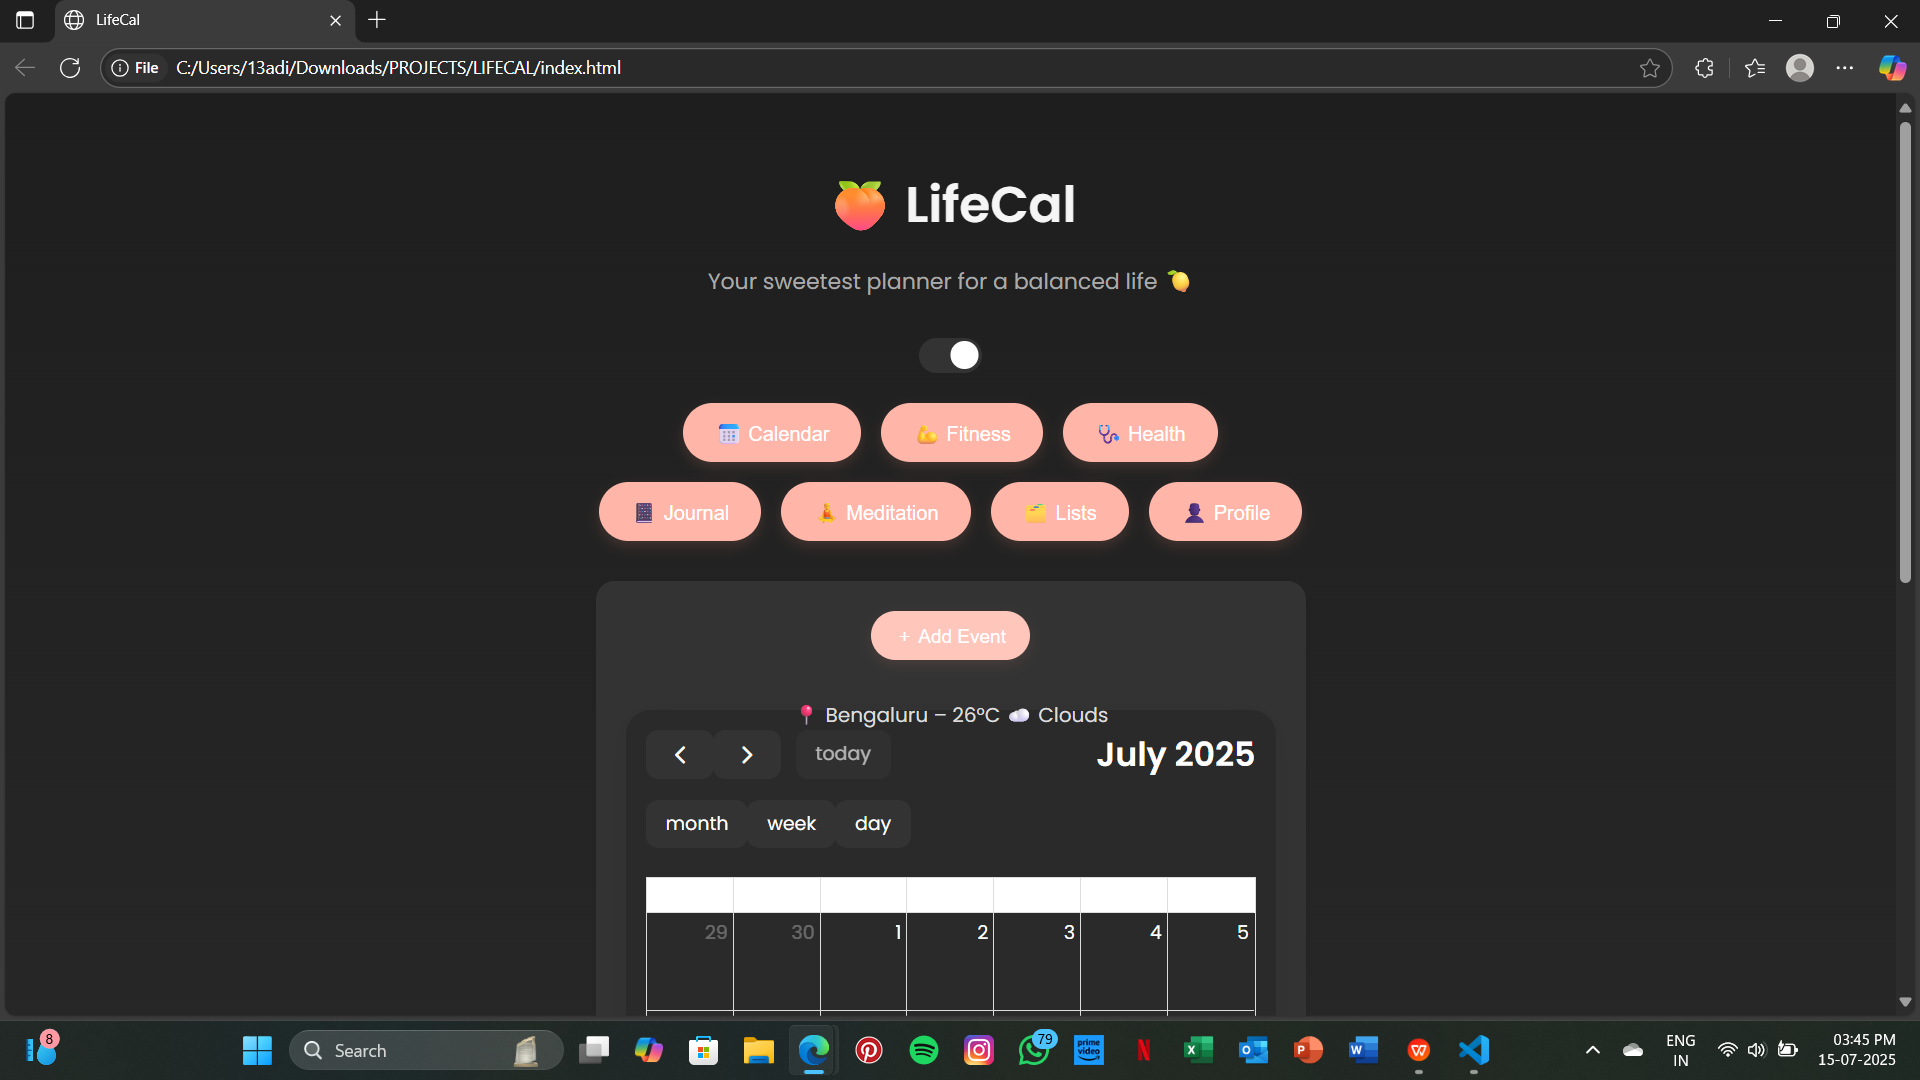 LifeCal
File C:/Users/13adi/Downloads/PROJECTS/LIFECAL/index.html
LifeCal
Your sweetest planner for a balanced life
Calendar Fitness Health
Journal Meditation Lists Profile
+ Add Event
Bengaluru – 26°C Clouds
today July 2025
month week day
29 30 1 2 3 4 5
8
Search
79
prime video
N
X
O
P
W
W
ENG
IN
03:45 PM
15-07-2025